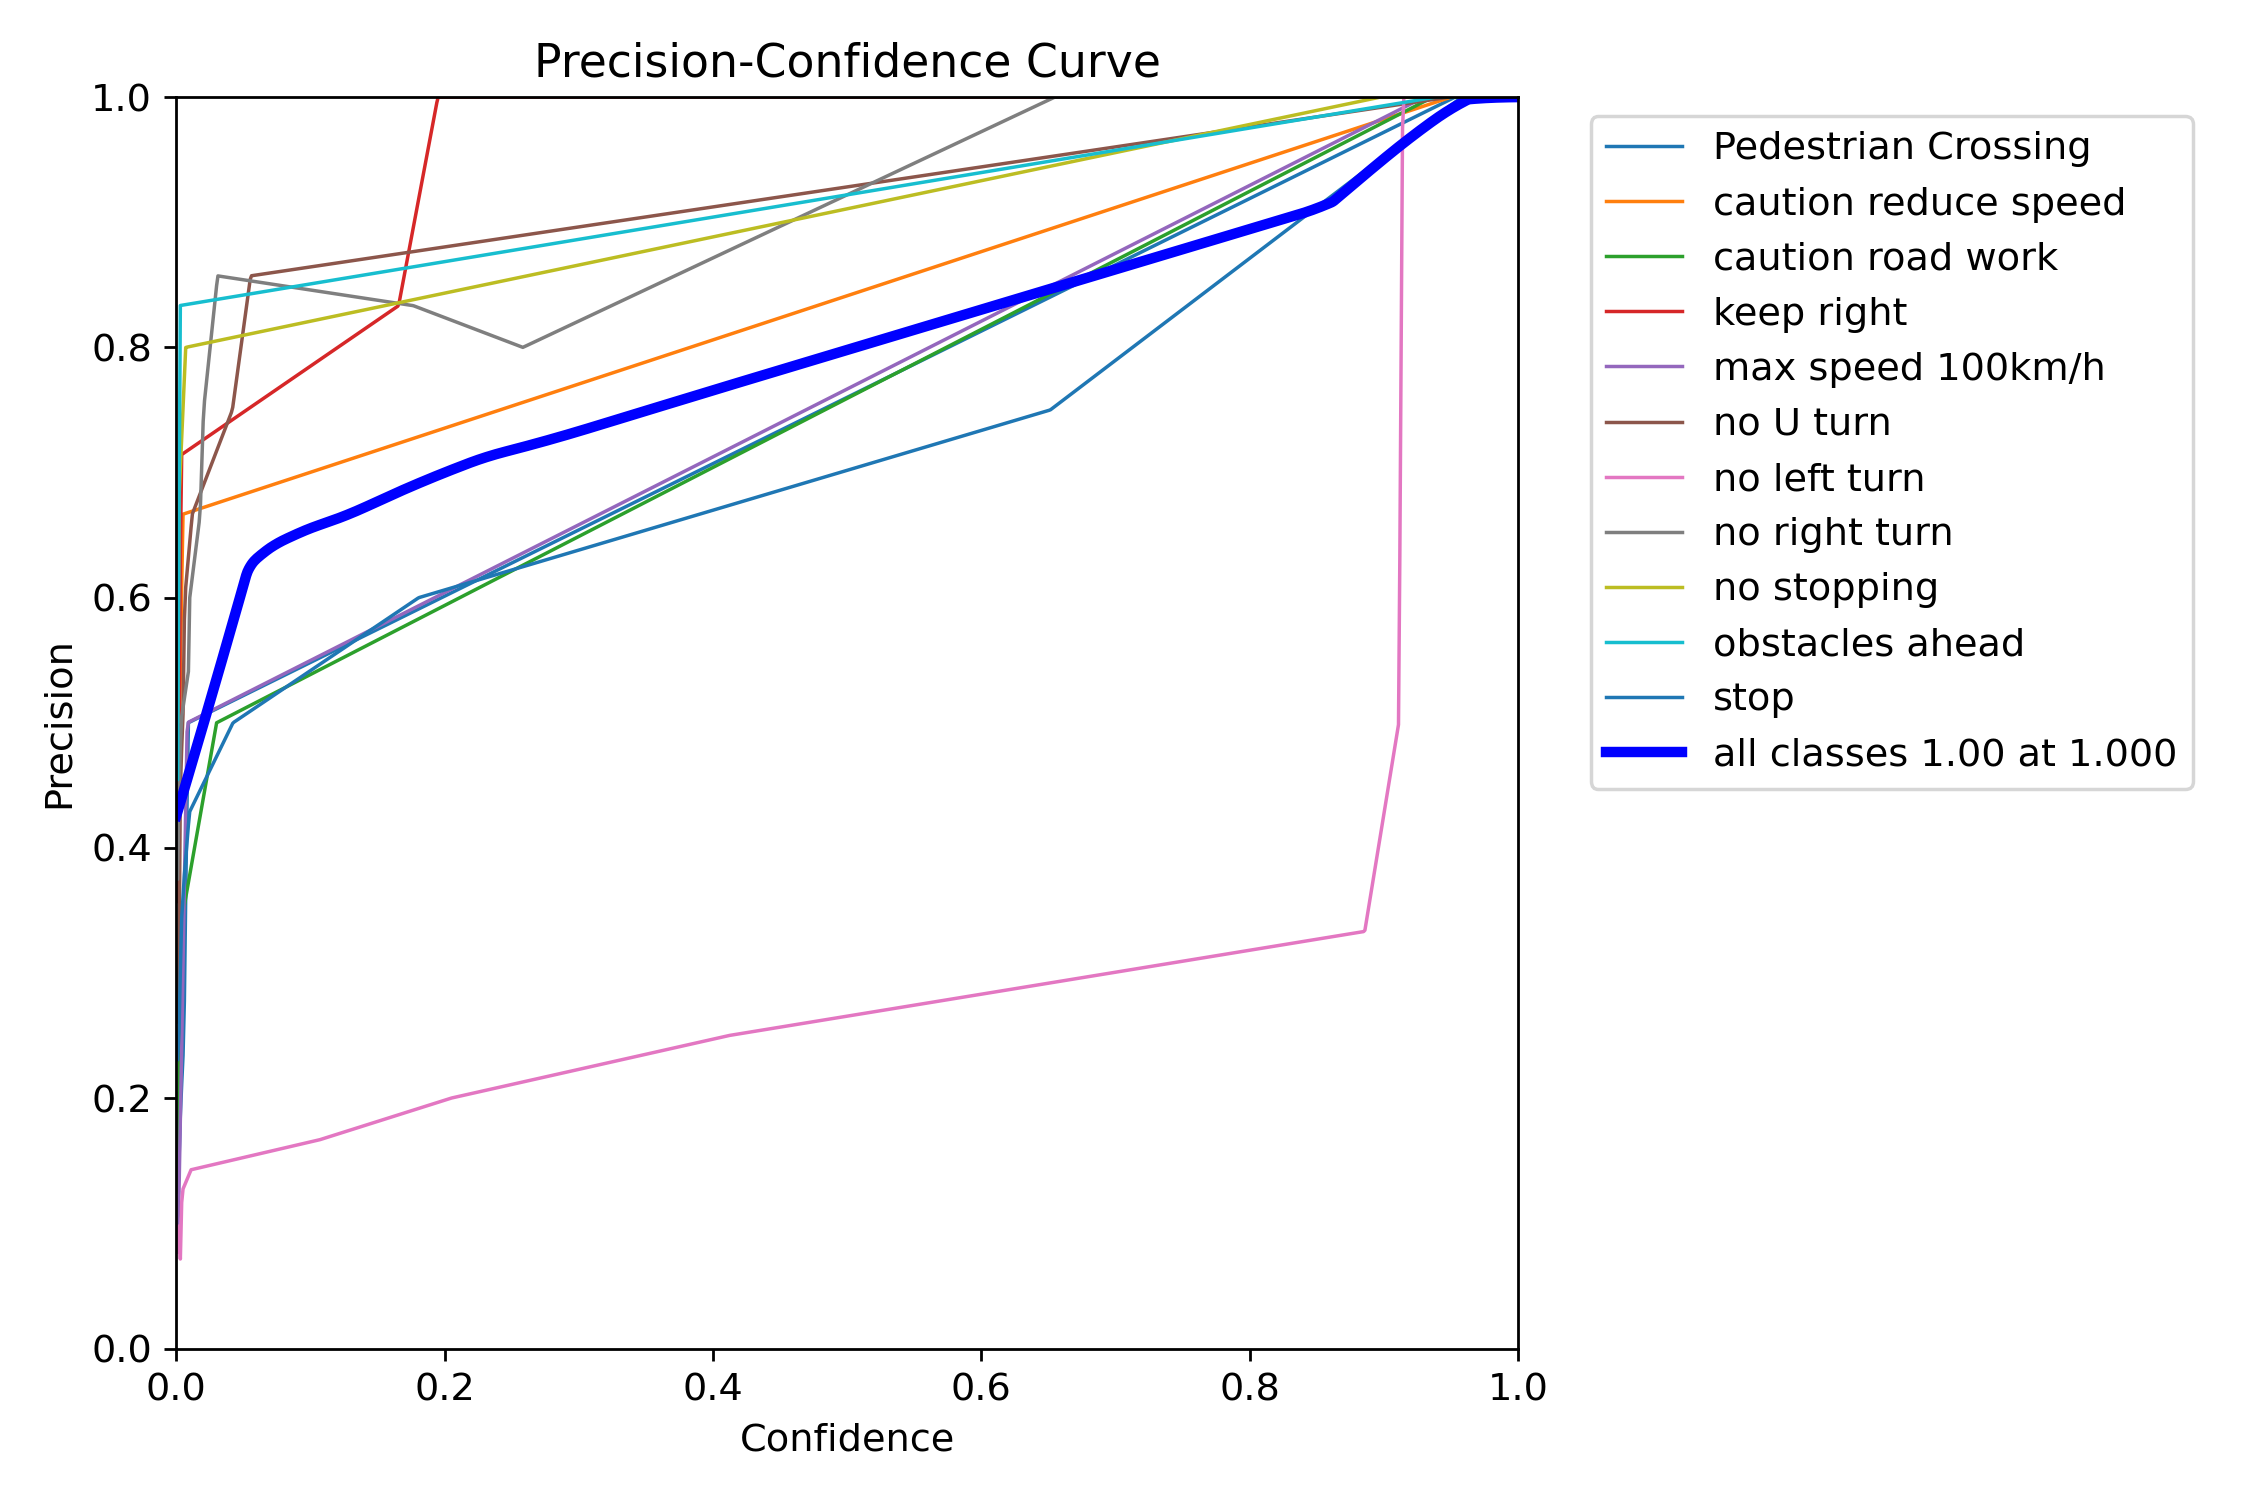 Precision-Confidence Curve
1.0
0.8
0.6
0.4
0.2
0.0
Precision
0.0 0.2 0.4 0.6 0.8 1.0
Confidence
Pedestrian Crossing
caution reduce speed
caution road work
keep right
max speed 100km/h
no U turn
no left turn
no right turn
no stopping
obstacles ahead
stop
all classes 1.00 at 1.000